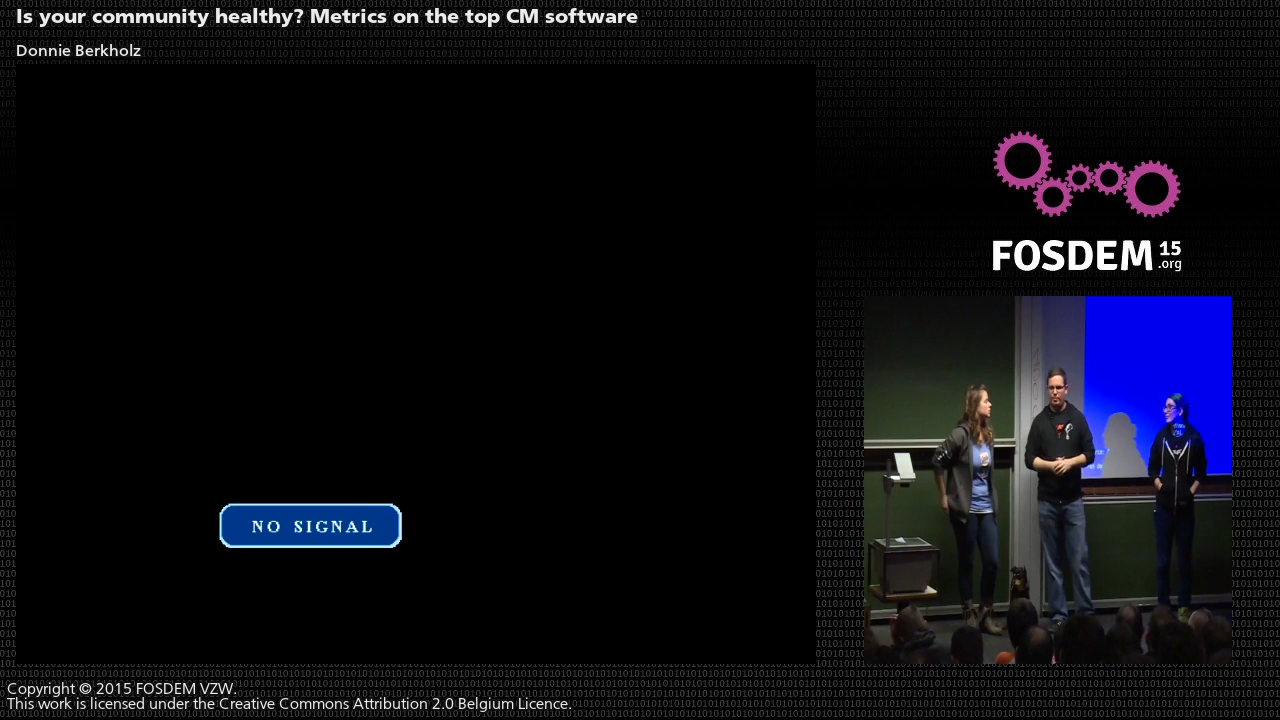 Is your community healthy? Metrics on the top CM software
Donnie Berkholz
FOSDEM 15
.org
NO SIGNAL
Copyright © 2015 FOSDEM VZW.
This work is licensed under the Creative Commons Attribution 2.0 Belgium Licence.